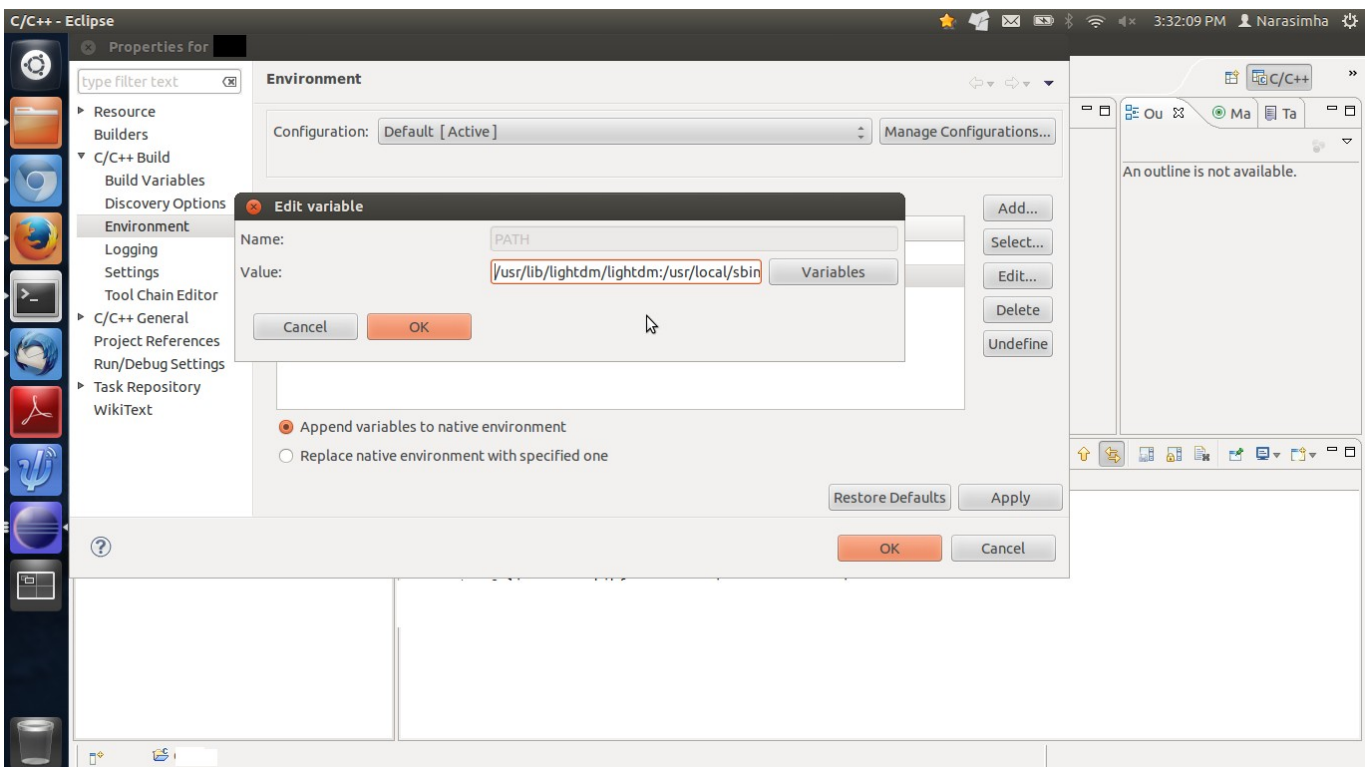 C/C++ - Eclipse
3:32:09 PM Narasimha
Properties for
type filter text
Resource
Builders
C/C++ Build
Build Variables
Discovery Options
Environment
Logging
Settings
Tool Chain Editor
C/C++ General
Project References
Run/Debug Settings
Task Repository
WikiText
Environment
Configuration: Default [Active] Manage Configurations...
Add...
Select...
Edit...
Delete
Undefine
Edit variable
Name: PATH
Value: /usr/lib/lightdm/lightdm:/usr/local/sbin Variables
Cancel OK
Append variables to native environment
Replace native environment with specified one
Restore Defaults Apply
OK Cancel
C/C++
Ou Ma Ta
An outline is not available.